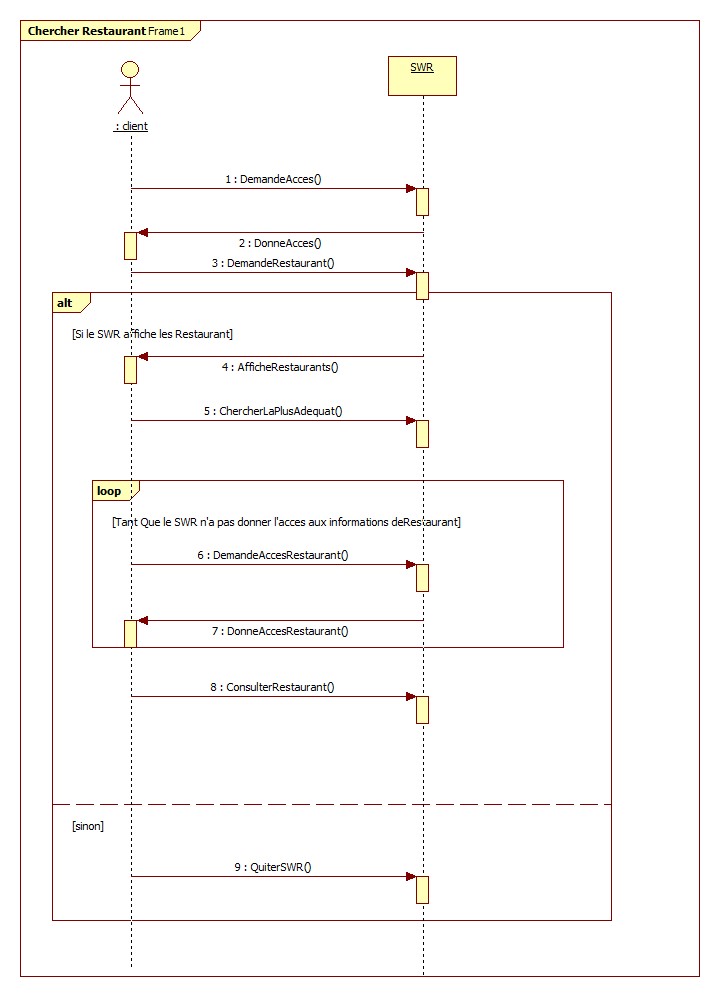 Chercher Restaurant Frame1
SWR
: client
1 : DemandeAcces()
2 : DonneAcces()
3 : DemandeRestaurant()
alt
[Si le SWR affiche les Restaurant]
4 : AfficheRestaurants()
5 : ChercherLaPlusAdequat()
loop
[Tant Que le SWR n'a pas donner l'acces aux informations deRestaurant]
6 : DemandeAccesRestaurant()
7 : DonneAccesRestaurant()
8 : ConsulterRestaurant()
[sinon]
9 : QuiterSWR()